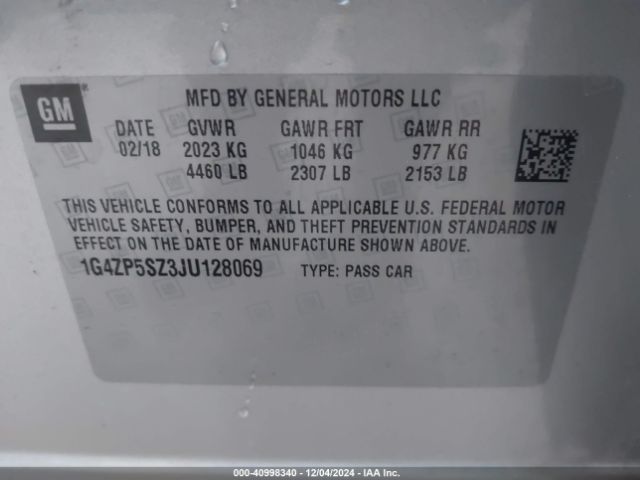 GM
MFD BY GENERAL MOTORS LLC
DATE GVWR GAWR FRT GAWR RR
02/18 2023 KG 1046 KG 977 KG
4460 LB 2307 LB 2153 LB
THIS VEHICLE CONFORMS TO ALL APPLICABLE U.S. FEDERAL MOTOR
VEHICLE SAFETY, BUMPER, AND THEFT PREVENTION STANDARDS IN
EFFECT ON THE DATE OF MANUFACTURE SHOWN ABOVE.
1G4ZP5SZ3JU128069 TYPE: PASS CAR
000-40998340 - 12/04/2024 - IAA Inc.